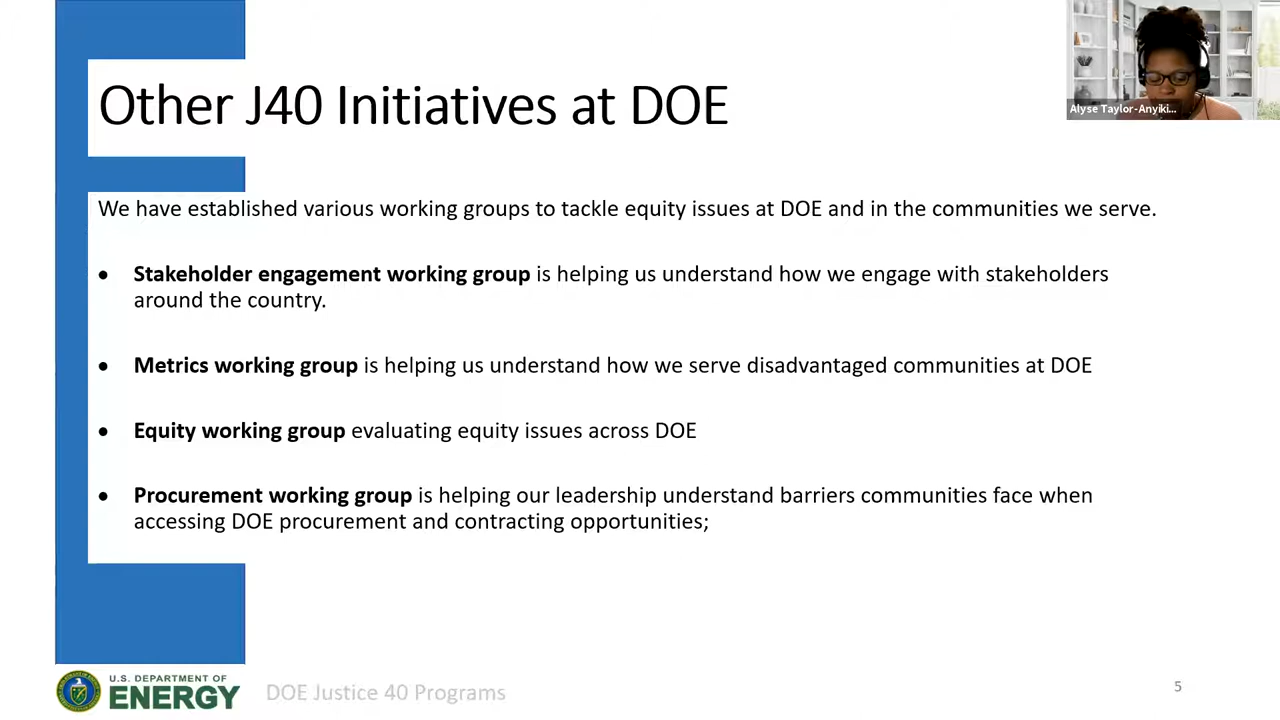 Other J40 Initiatives at DOE
Alyse Taylor-Anyiki...
We have established various working groups to tackle equity issues at DOE and in the communities we serve.
• Stakeholder engagement working group is helping us understand how we engage with stakeholders
around the country.
• Metrics working group is helping us understand how we serve disadvantaged communities at DOE
• Equity working group evaluating equity issues across DOE
• Procurement working group is helping our leadership understand barriers communities face when
accessing DOE procurement and contracting opportunities;
U.S. DEPARTMENT OF
ENERGY
DOE Justice 40 Programs
5